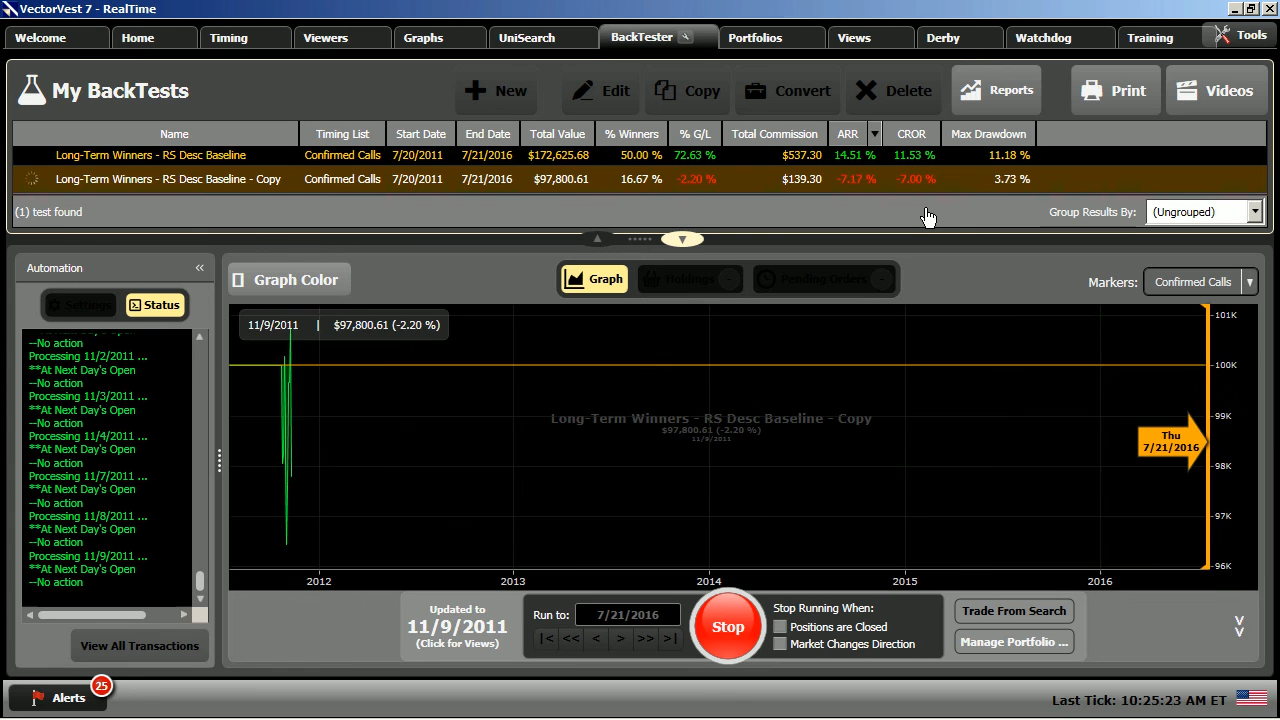 VectorVest 7 - RealTime
Welcome
Home
Timing
Viewers
Graphs
UniSearch
BackTester
Portfolios
Views
Derby
Watchdog
Training
Tools
My BackTests
New
Edit
Copy
Convert
Delete
Reports
Print
Videos
Name Timing List Start Date End Date Total Value % Winners % G/L Total Commission ARR CROR Max Drawdown
Long-Term Winners - RS Desc Baseline Confirmed Calls 7/20/2011 7/21/2016 $172,625.68 50.00 % 72.63 % $537.30 14.51 % 11.53 % 11.18 %
Long-Term Winners - RS Desc Baseline - Copy Confirmed Calls 7/20/2011 7/21/2016 $97,800.61 16.67 % -2.20 % $139.30 -7.17 % -7.00 % 3.73 %
(1) test found
Group Results By: (Ungrouped)
Automation «
Settings
Status
--No action
Processing 11/2/2011 ...
**At Next Day's Open
--No action
Processing 11/3/2011 ...
**At Next Day's Open
--No action
Processing 11/4/2011 ...
**At Next Day's Open
--No action
Processing 11/7/2011 ...
**At Next Day's Open
--No action
Processing 11/8/2011 ...
**At Next Day's Open
--No action
Processing 11/9/2011 ...
**At Next Day's Open
--No action
View All Transactions
Graph Color
Graph
Holdings -
Pending Orders -
Markers: Confirmed Calls
11/9/2011 | $97,800.61 (-2.20 %)
Long-Term Winners - RS Desc Baseline - Copy
$97,800.61 (-2.20 %)
11/9/2011
101K
100K
99K
98K
97K
96K
Thu
7/21/2016
2012 2013 2014 2015 2016
Updated to
11/9/2011
(Click for Views)
Run to: 7/21/2016
|< << < > >> >|
Stop
Stop Running When:
Positions are Closed
Market Changes Direction
Trade From Search
Manage Portfolio ...
Alerts
25
Last Tick: 10:25:23 AM ET